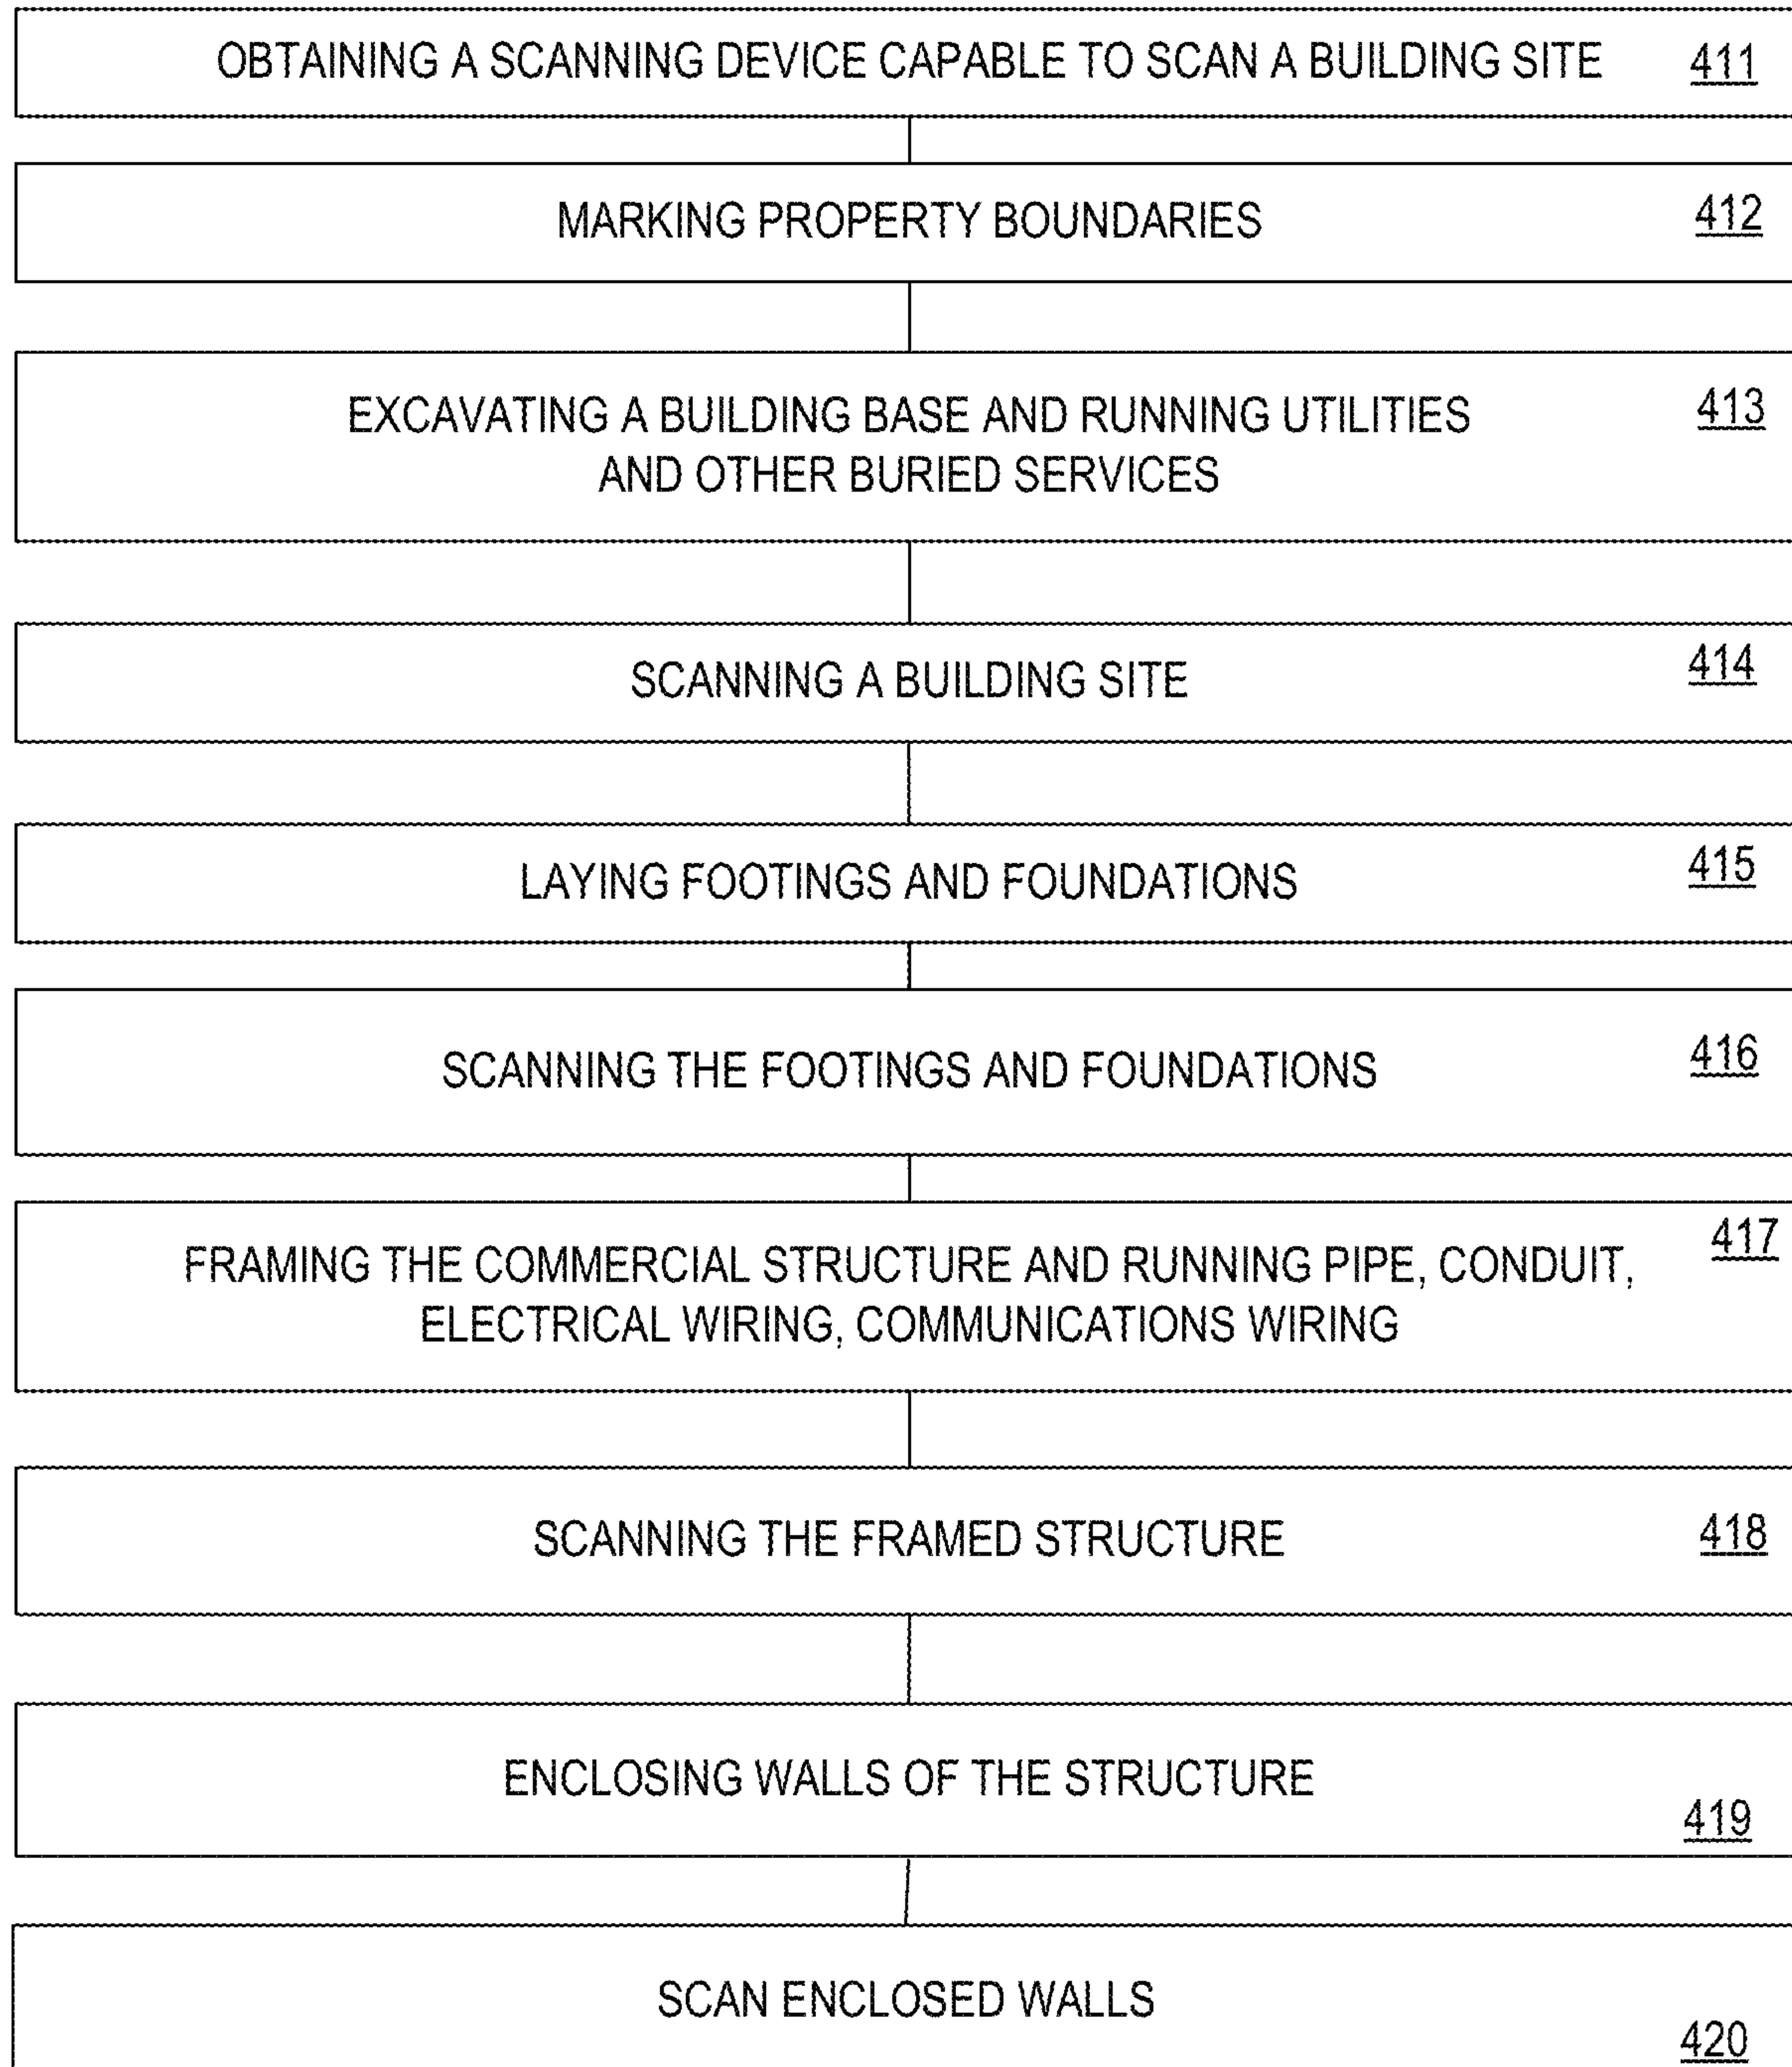 OBTAINING A SCANNING DEVICE CAPABLE TO SCAN A BUILDING SITE 411
MARKING PROPERTY BOUNDARIES 412
EXCAVATING A BUILDING BASE AND RUNNING UTILITIES 413
AND OTHER BURIED SERVICES
SCANNING A BUILDING SITE 414
LAYING FOOTINGS AND FOUNDATIONS 415
SCANNING THE FOOTINGS AND FOUNDATIONS 416
FRAMING THE COMMERCIAL STRUCTURE AND RUNNING PIPE, CONDUIT, 417
ELECTRICAL WIRING, COMMUNICATIONS WIRING
SCANNING THE FRAMED STRUCTURE 418
ENCLOSING WALLS OF THE STRUCTURE
419
SCAN ENCLOSED WALLS
420